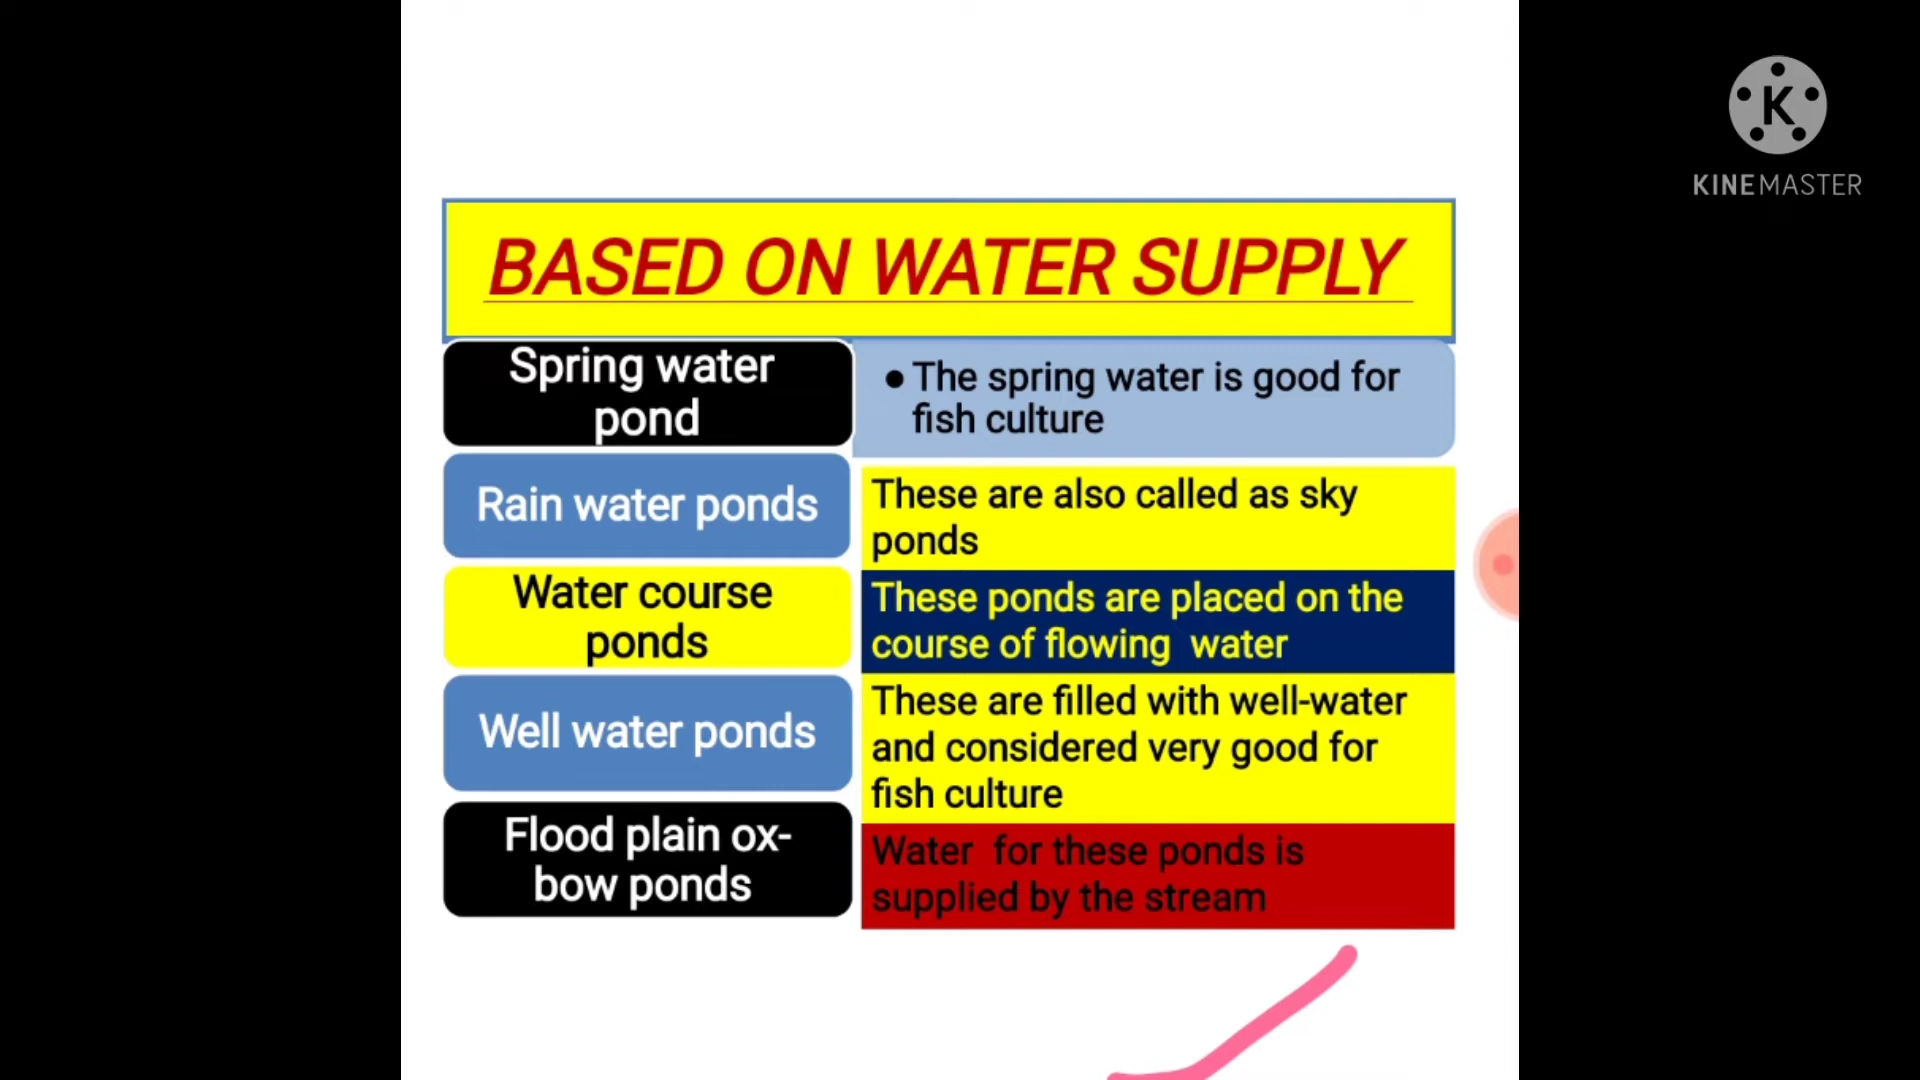 BASED ON WATER SUPPLY
Spring water
pond
● The spring water is good for
fish culture
Rain water ponds
These are also called as sky
ponds
Water course
ponds
These ponds are placed on the
course of flowing water
Well water ponds
These are filled with well-water
and considered very good for
fish culture
Flood plain ox-
bow ponds
Water for these ponds is
supplied by the stream
K
KINEMASTER